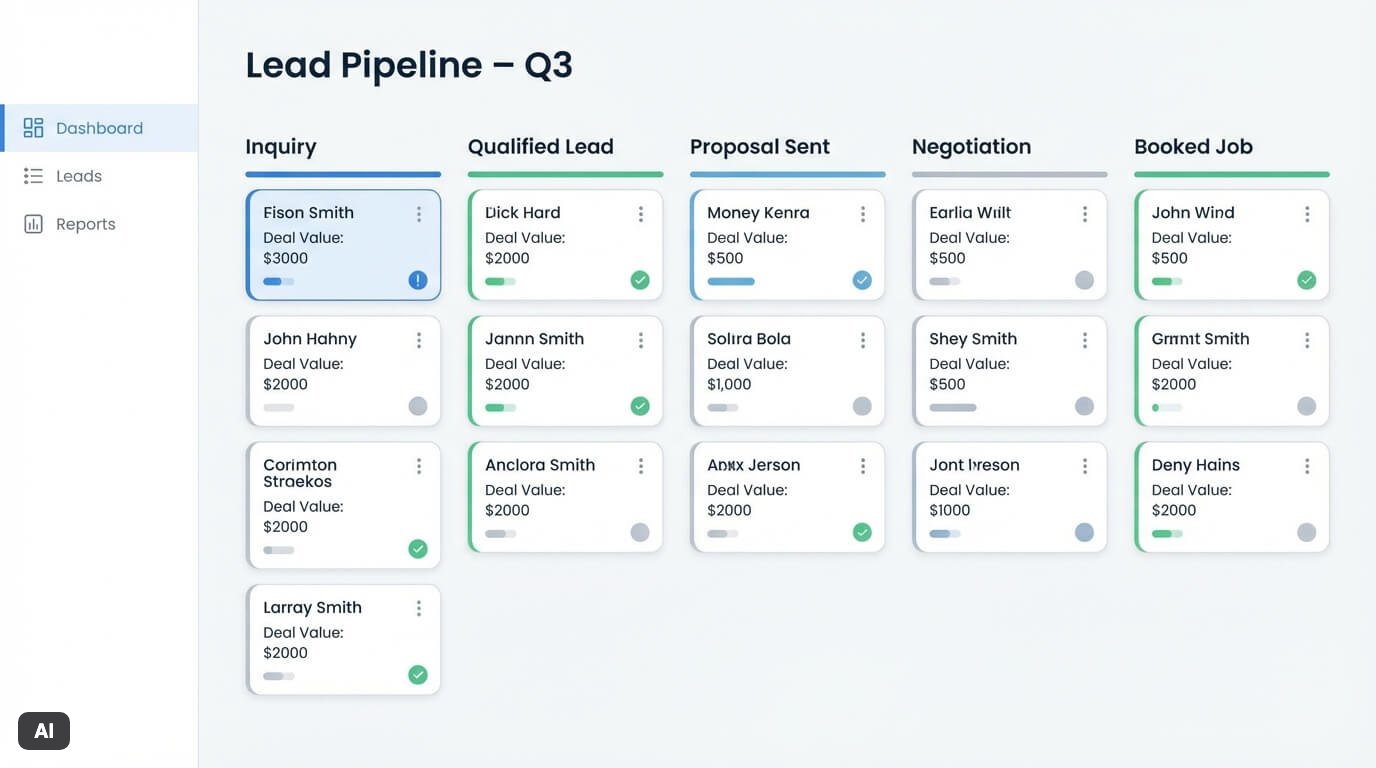 Lead Pipeline – Q3
Dashboard
Leads
Reports
Inquiry
Fison Smith
Deal Value:
$3000
John Hahny
Deal Value:
$2000
Corimton
Straekos
Deal Value:
$2000
Larray Smith
Deal Value:
$2000
Qualified Lead
Dick Hard
Deal Value:
$2000
Jannn Smith
Deal Value:
$2000
Anclora Smith
Deal Value:
$2000
Proposal Sent
Money Kenra
Deal Value:
$500
Bola
Deal Value:
$1,000
Jerson
Deal Value:
$2000
Negotiation
Earlia
Deal Value:
$500
Shey Smith
Deal Value:
$500
Jont
Deal Value:
$1000
Booked Job
John Wind
Deal Value:
$500
Smith
Deal Value:
$2000
Deny Hains
Deal Value:
$2000
AI